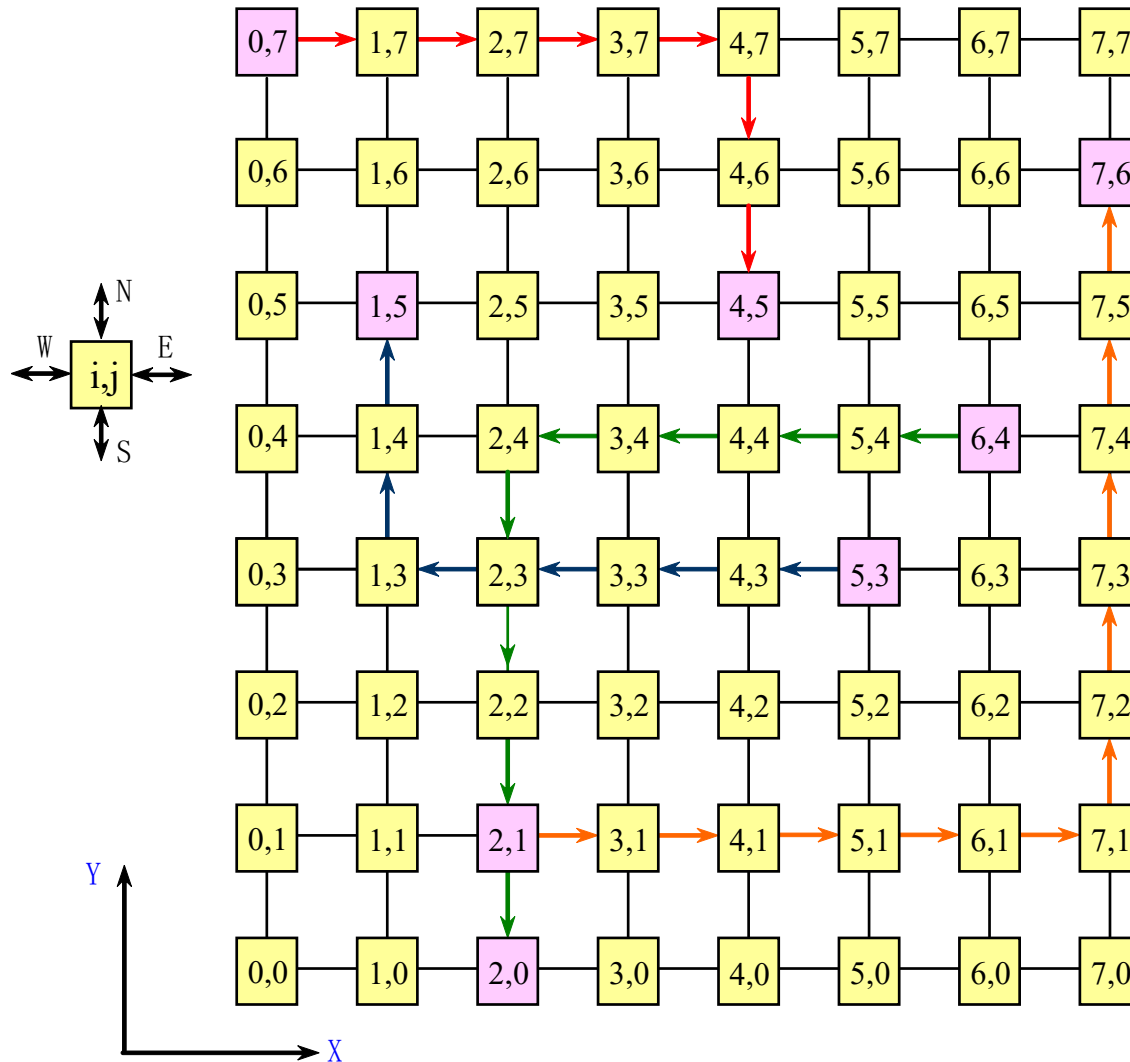 0,7 1,7 2,7 3,7 4,7 5,7 6,7 7,7
0,6 1,6 2,6 3,6 4,6 5,6 6,6 7,6
0,5 1,5 2,5 3,5 4,5 5,5 6,5 7,5
N
W E
i,j
S
0,4 1,4 2,4 3,4 4,4 5,4 6,4 7,4
0,3 1,3 2,3 3,3 4,3 5,3 6,3 7,3
0,2 1,2 2,2 3,2 4,2 5,2 6,2 7,2
0,1 1,1 2,1 3,1 4,1 5,1 6,1 7,1
Y
0,0 1,0 2,0 3,0 4,0 5,0 6,0 7,0
X